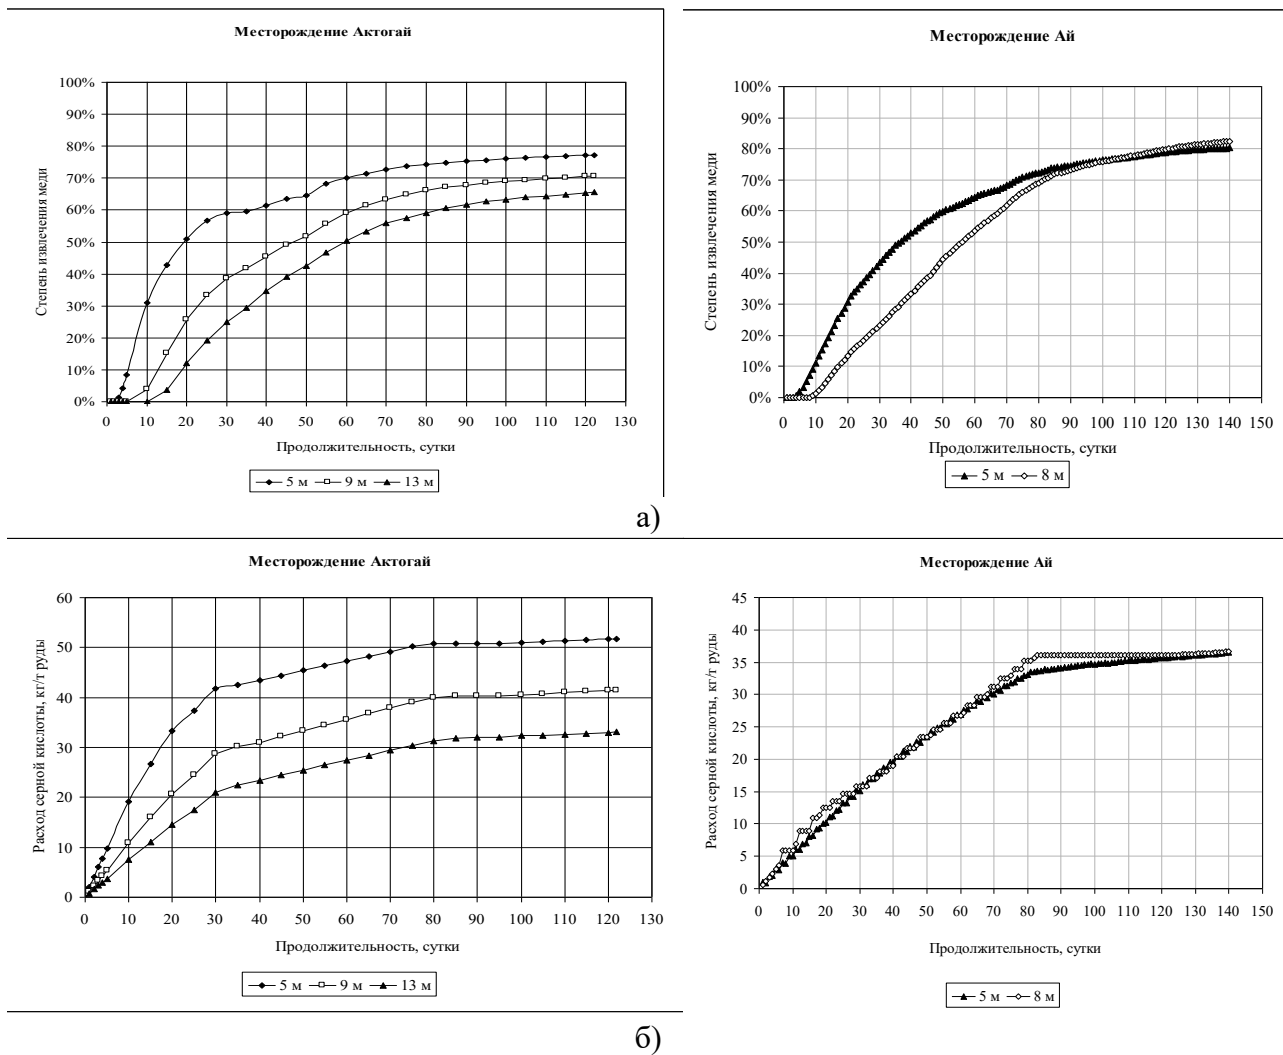 Месторождение Актогай
Степень извлечения меди
100%
90%
80%
70%
60%
50%
40%
30%
20%
10%
0%
0 10 20 30 40 50 60 70 80 90 100 110 120 130
Продолжительность, сутки
5 м 9 м 13 м
Месторождение Ай
Степень извлечения меди
100%
90%
80%
70%
60%
50%
40%
30%
20%
10%
0%
0 10 20 30 40 50 60 70 80 90 100 110 120 130 140 150
Продолжительность, сутки
5 м 8 м
а)
Месторождение Актогай
Расход серной кислоты, кг/т руды
60
50
40
30
20
10
0
0 10 20 30 40 50 60 70 80 90 100 110 120 130
Продолжительность, сутки
5 м 9 м 13 м
Месторождение Ай
Расход серной кислоты, кг/т руды
45
40
35
30
25
20
15
10
5
0
0 10 20 30 40 50 60 70 80 90 100 110 120 130 140 150
Продолжительность, сутки
5 м 8 м
б)